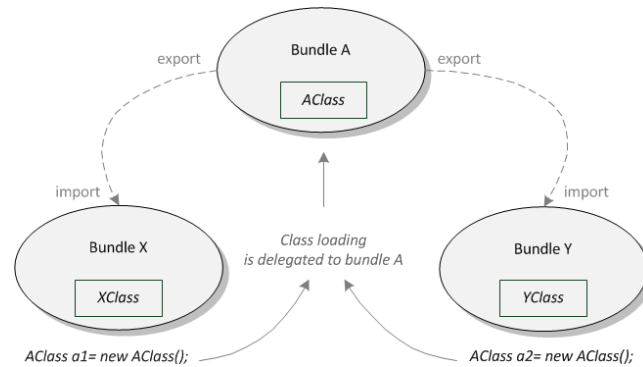 Bundle A
export
export
AClass
import
import
Bundle X
Class loading
is delegated to bundle A
Bundle Y
XClass
YClass
AClass a1= new AClass();
AClass a2= new AClass();